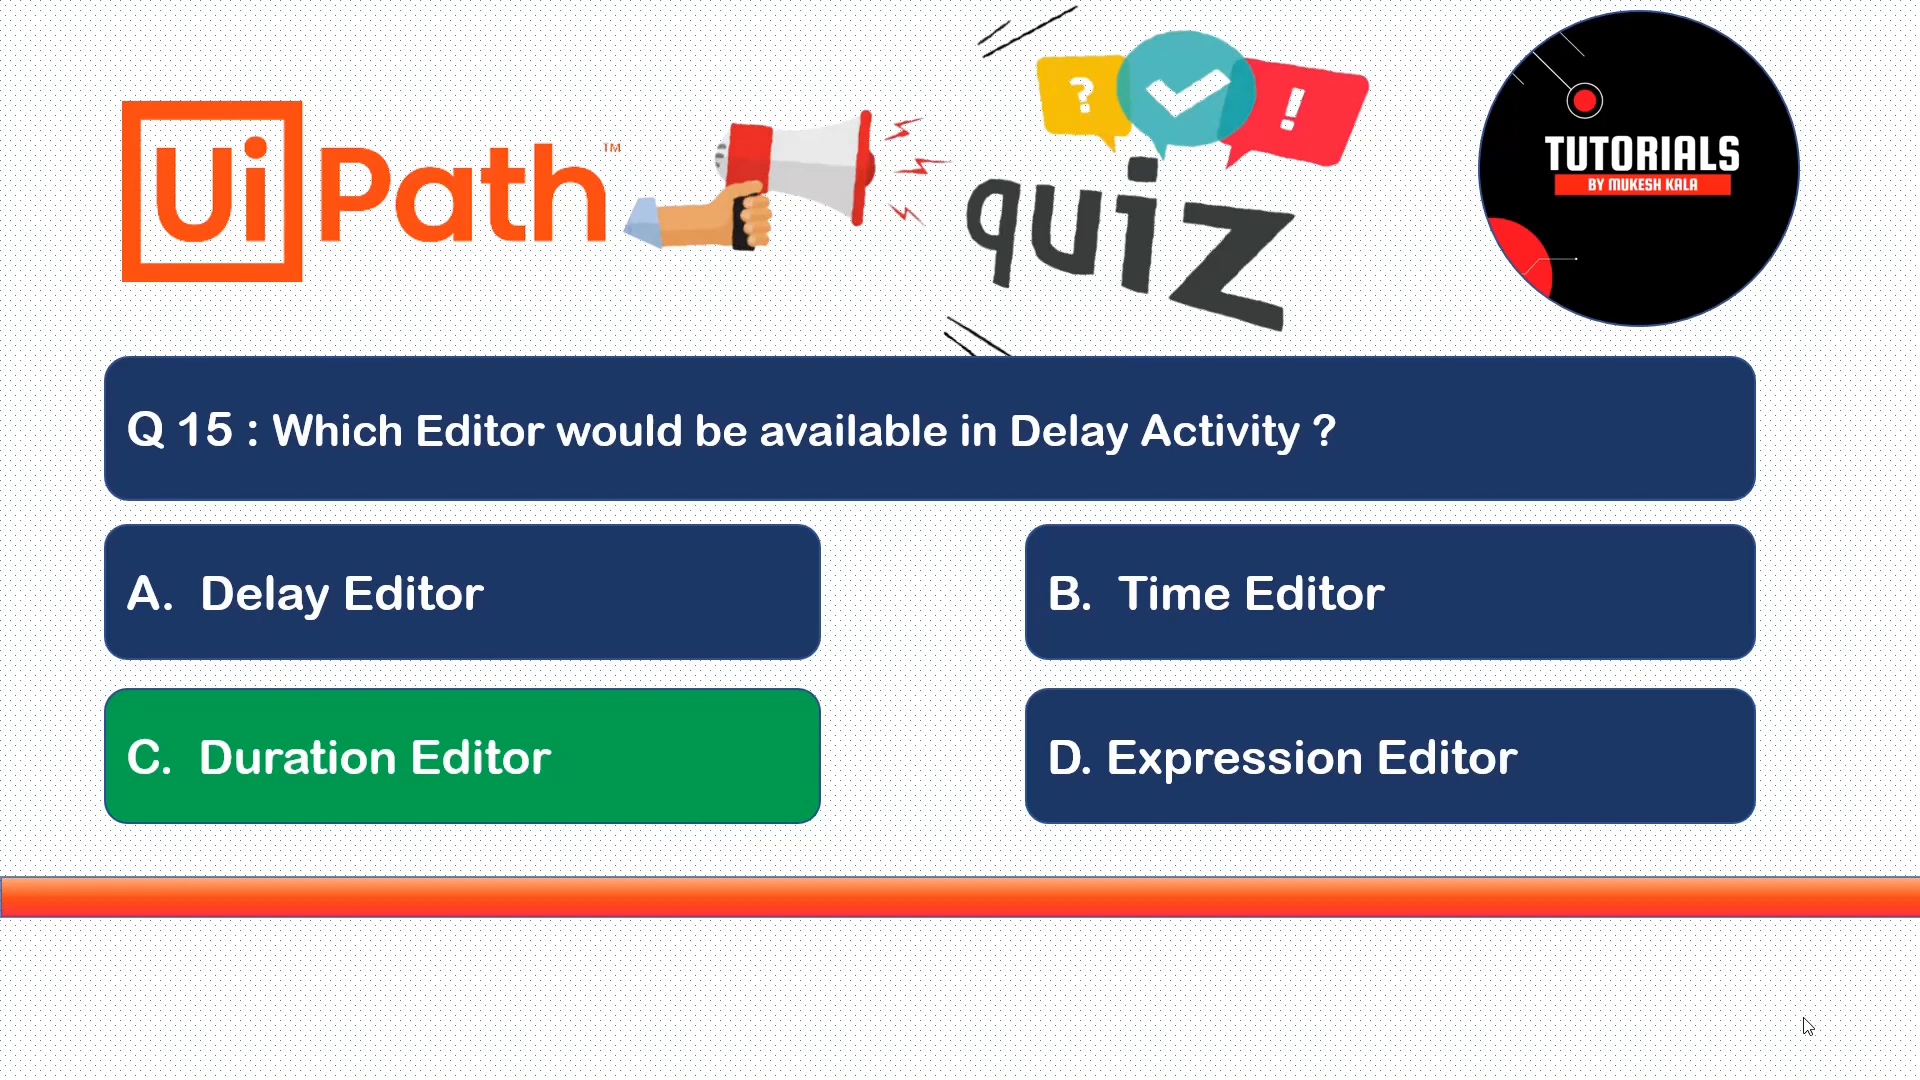 UiPath™
?
!
quiz
TUTORIALS
BY MUKESH KALA
Q 15 : Which Editor would be available in Delay Activity ?
A. Delay Editor
B. Time Editor
C. Duration Editor
D. Expression Editor